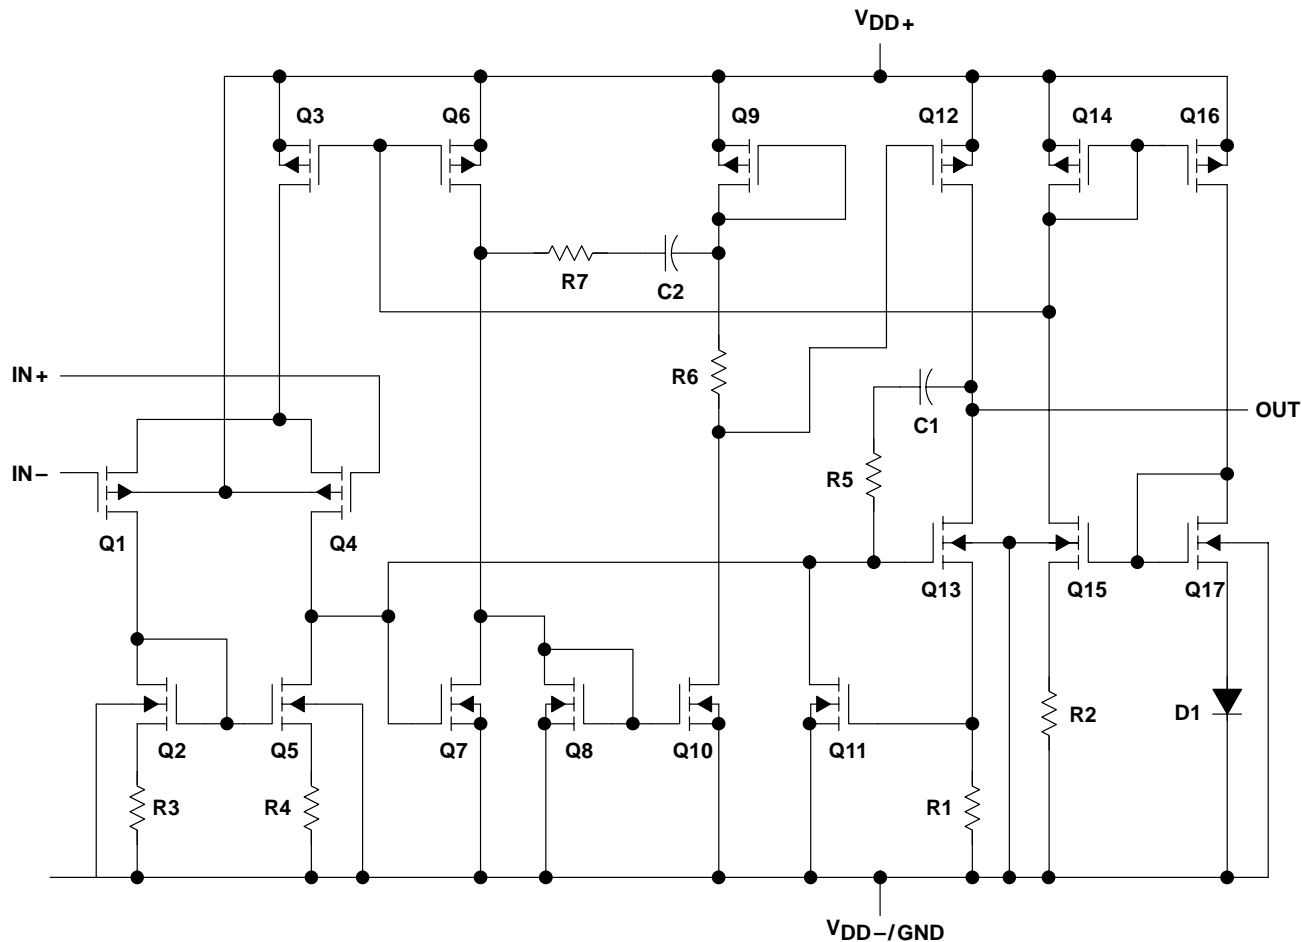 VDD+
Q3
Q6
Q9
Q12
Q14
Q16
R7
C2
IN+
R6
C1
OUT
IN−
R5
Q1
Q4
Q13
Q15
Q17
Q2
Q5
Q7
Q8
Q10
Q11
R2
D1
R3
R4
R1
VDD−/GND